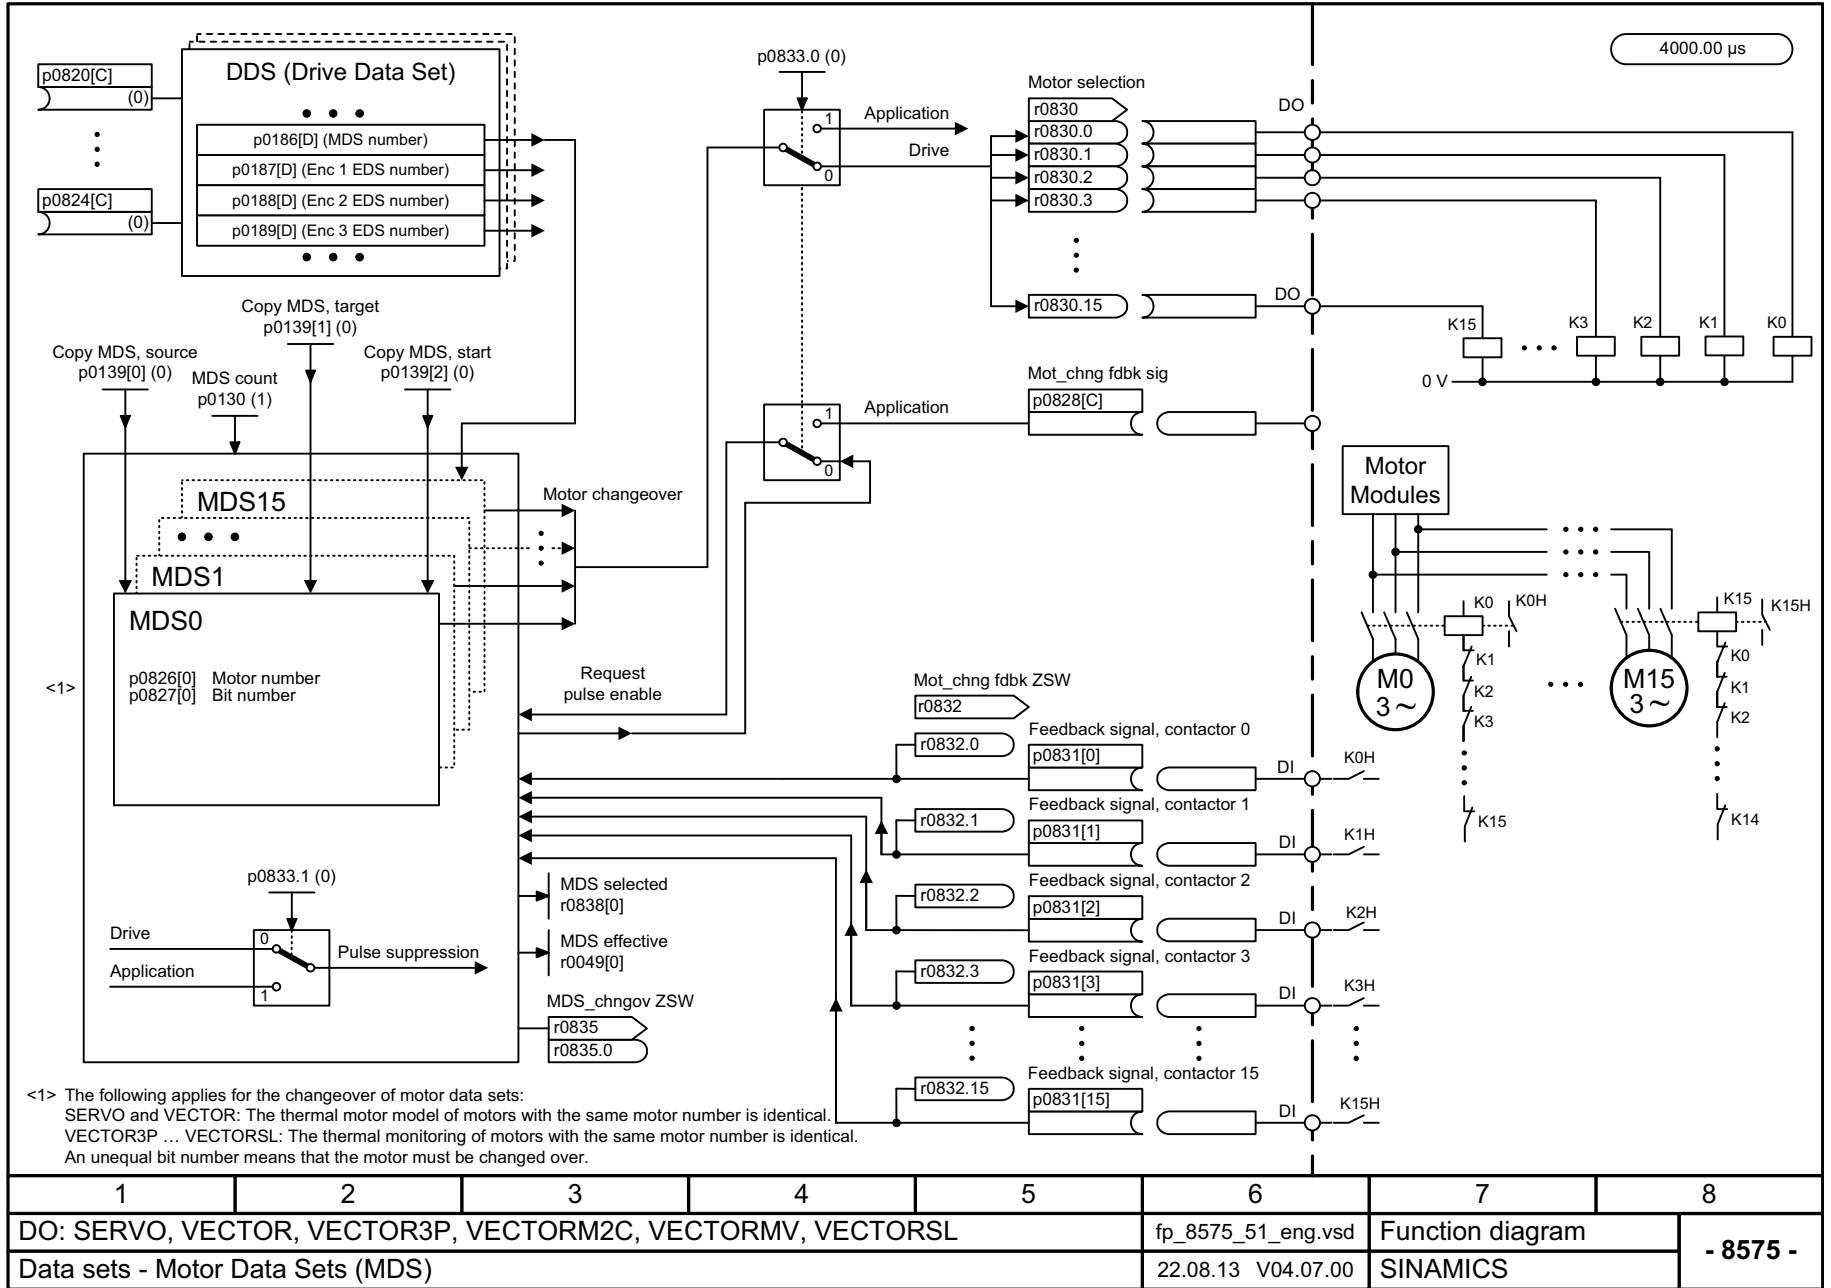 p0820[C]
(0)
p0824[C]
(0)
DDS (Drive Data Set)
p0186[D] (MDS number)
p0187[D] (Enc 1 EDS number)
p0188[D] (Enc 2 EDS number)
p0189[D] (Enc 3 EDS number)
Copy MDS, target
p0139[1] (0)
Copy MDS, source
p0139[0] (0)
MDS count
p0130 (1)
Copy MDS, start
p0139[2] (0)
MDS15
MDS1
MDS0
p0826[0] Motor number
p0827[0] Bit number
<1>
p0833.1 (0)
Drive
Application
0
1
Pulse suppression
Motor changeover
Request
pulse enable
MDS selected
r0838[0]
MDS effective
r0049[0]
MDS_chngov ZSW
r0835
r0835.0
p0833.0 (0)
1
0
Application
Drive
1
0
Application
Motor selection
r0830
r0830.0
r0830.1
r0830.2
r0830.3
r0830.15
DO
DO
Mot_chng fdbk sig
p0828[C]
Mot_chng fdbk ZSW
r0832
r0832.0
Feedback signal, contactor 0
p0831[0]
DI
K0H
r0832.1
Feedback signal, contactor 1
p0831[1]
DI
K1H
r0832.2
Feedback signal, contactor 2
p0831[2]
DI
K2H
r0832.3
Feedback signal, contactor 3
p0831[3]
DI
K3H
r0832.15
Feedback signal, contactor 15
p0831[15]
DI
K15H
4000.00 µs
K15
K3
K2
K1
K0
0 V
Motor
Modules
K0
K0H
K1
K2
K3
K15
M0
3~
K15
K15H
K0
K1
K2
K14
M15
3~
<1> The following applies for the changeover of motor data sets:
SERVO and VECTOR: The thermal motor model of motors with the same motor number is identical.
VECTOR3P … VECTORSL: The thermal monitoring of motors with the same motor number is identical.
An unequal bit number means that the motor must be changed over.
1 2 3 4 5 6 7 8
DO: SERVO, VECTOR, VECTOR3P, VECTORM2C, VECTORMV, VECTORSL
fp_8575_51_eng.vsd
Function diagram
- 8575 -
Data sets - Motor Data Sets (MDS)
22.08.13 V04.07.00
SINAMICS